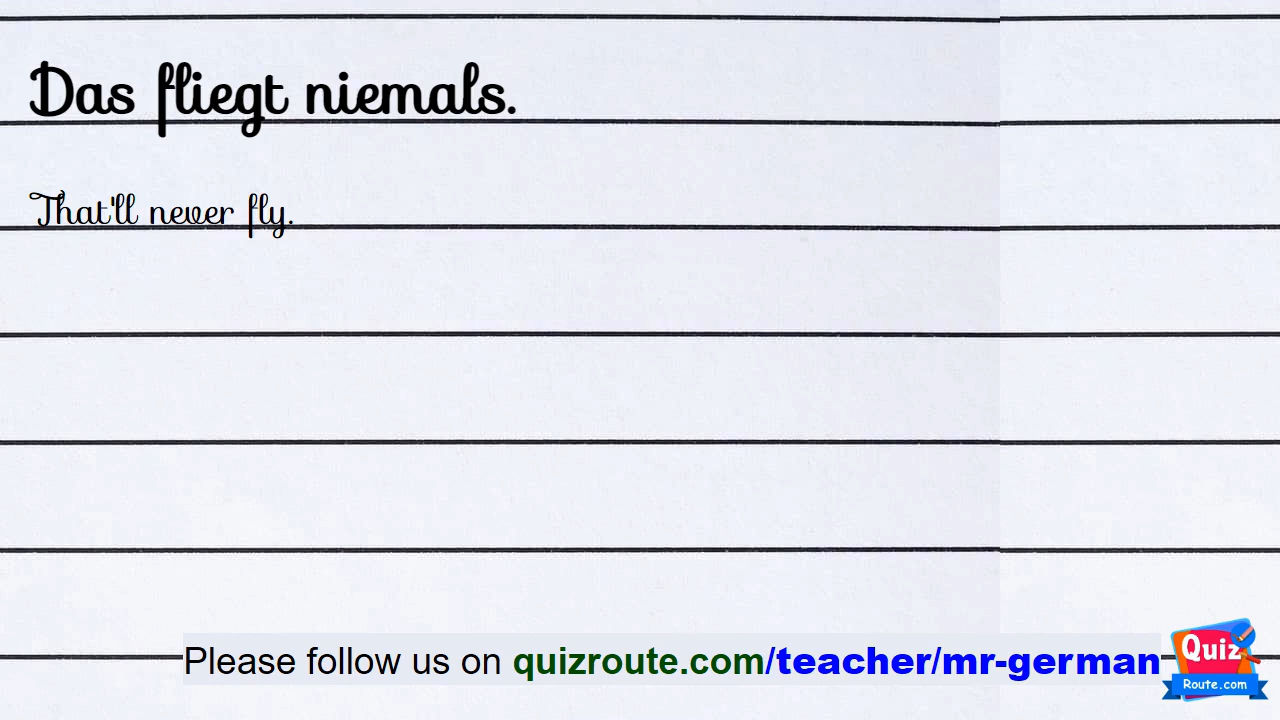 Das fliegt niemals.
That'll never fly.
Please follow us on quizroute.com/teacher/mr-german
Quiz
Route.com